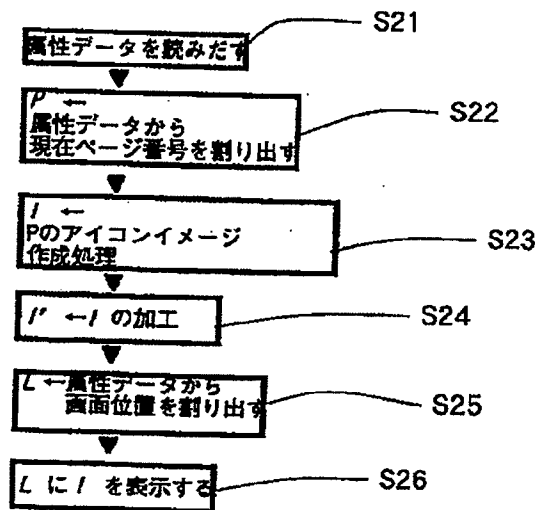 属性データを読みだす
S21
P ←
属性データから
現在ページ番号を割り出す
S22
I ←
Pのアイコンイメージ
作成処理
S23
I' ←I の加工
S24
L ←属性データから
画面位置を割り出す
S25
L に I を表示する
S26